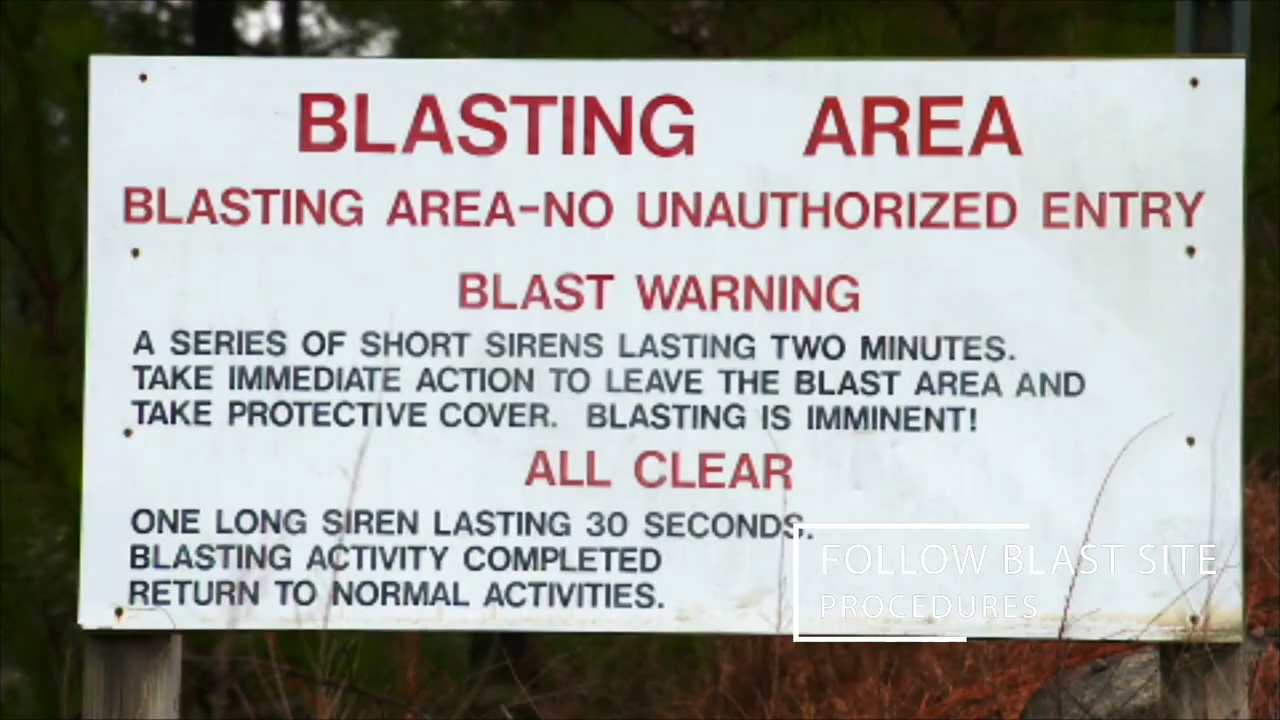 BLASTING AREA
BLASTING AREA-NO UNAUTHORIZED ENTRY
BLAST WARNING
A SERIES OF SHORT SIRENS LASTING TWO MINUTES.
TAKE IMMEDIATE ACTION TO LEAVE THE BLAST AREA AND
TAKE PROTECTIVE COVER. BLASTING IS IMMINENT!
ALL CLEAR
ONE LONG SIREN LASTING 30 SECONDS.
BLASTING ACTIVITY COMPLETED
RETURN TO NORMAL ACTIVITIES.
FOLLOW BLAST SITE
PROCEDURES